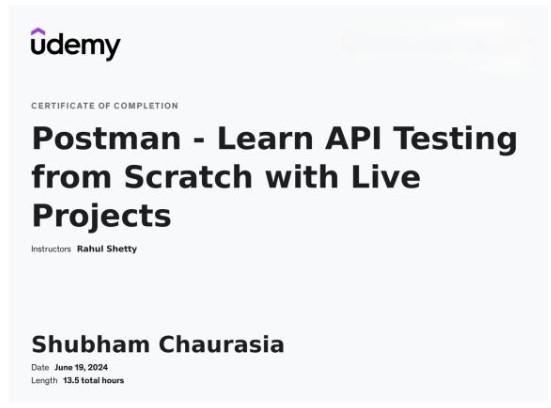 udemy
CERTIFICATE OF COMPLETION
Postman - Learn API Testing
from Scratch with Live
Projects
Instructors Rahul Shetty
Shubham Chaurasia
Date June 19, 2024
Length 13.5 total hours